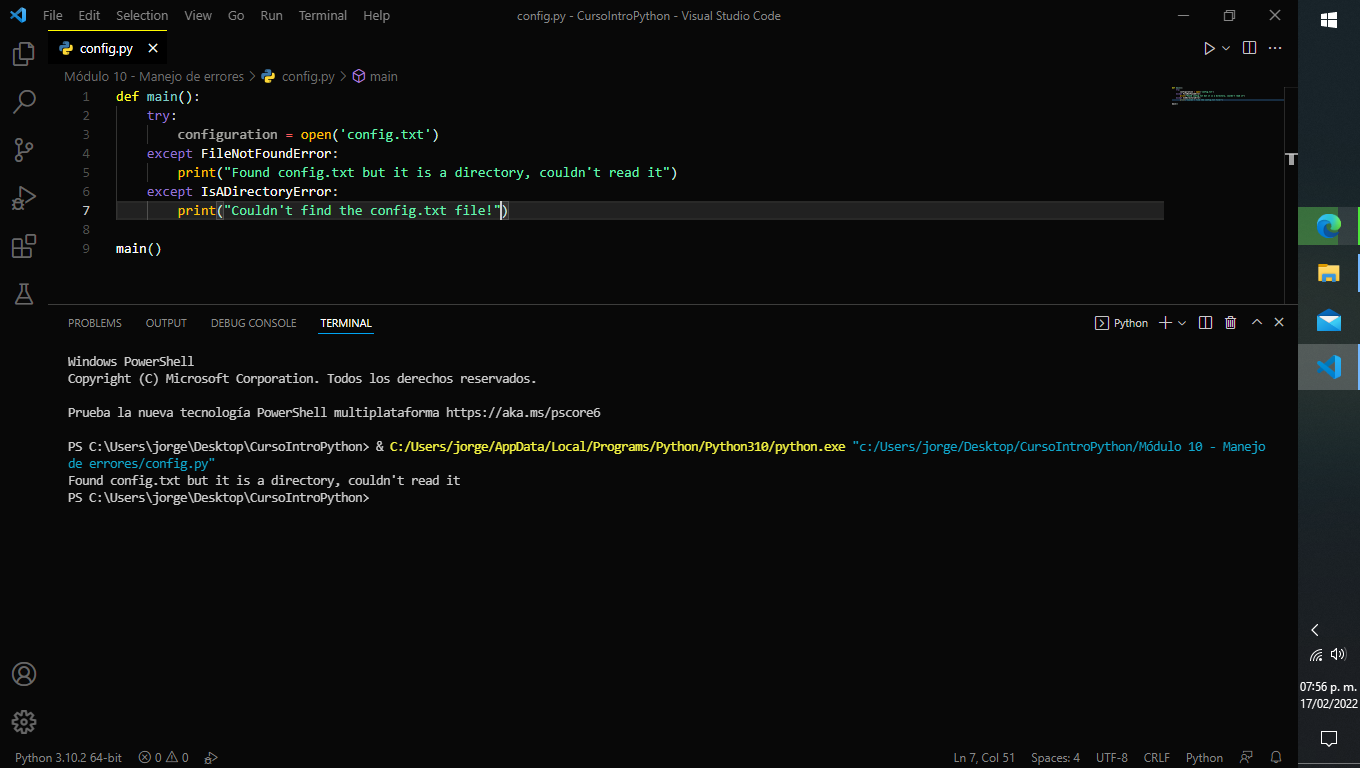 File Edit Selection View Go Run Terminal Help config.py - CursoIntroPython - Visual Studio Code
config.py
Módulo 10 - Manejo de errores > config.py > main
1 def main():
2 try:
3 configuration = open('config.txt')
4 except FileNotFoundError:
5 print("Found config.txt but it is a directory, couldn't read it")
6 except IsADirectoryError:
7 print("Couldn't find the config.txt file!")
8
9 main()
PROBLEMS OUTPUT DEBUG CONSOLE TERMINAL Python
Windows PowerShell
Copyright (C) Microsoft Corporation. Todos los derechos reservados.
Prueba la nueva tecnología PowerShell multiplataforma https://aka.ms/pscore6
PS C:\Users\jorge\Desktop\CursoIntroPython> & C:/Users/jorge/AppData/Local/Programs/Python/Python310/python.exe "c:/Users/jorge/Desktop/CursoIntroPython/Módulo 10 - Manejo
de errores/config.py"
Found config.txt but it is a directory, couldn't read it
PS C:\Users\jorge\Desktop\CursoIntroPython>
07:56 p. m.
17/02/2022
Python 3.10.2 64-bit 0 0 Ln 7, Col 51 Spaces: 4 UTF-8 CRLF Python